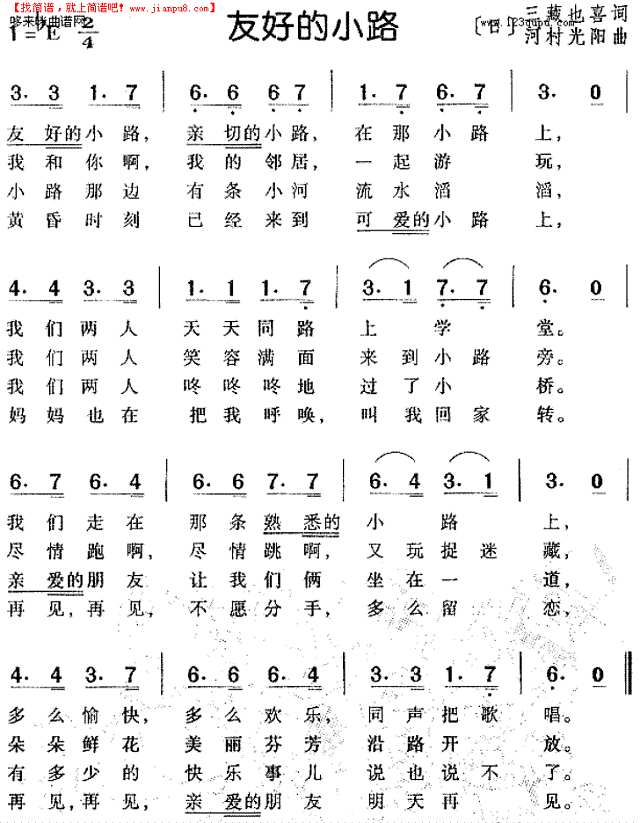 【找简谱，就上简谱吧！www.jianpu8.com】
哆来咪曲谱网
友好的小路
三藏也喜词
1=♭E 2/4
河村光阳曲
3· 3 1· 7 | 6· 6 6 7 | 1· 7 6· 7 | 3· 0 |
友好的小路， 亲切的小路， 在那小路 上，
我和你啊， 我的邻居， 一起游 玩，
小路那边 有条小河 流水滔 滔，
黄昏时刻 已经来到 可爱的小路 上，
4· 4 3· 3 | 1· 1 1· 7 | 3· 1 7· 7 | 6· 0 |
我们两人 天天同路 上学 堂。
我们两人 笑容满面 来到小路 旁。
我们两人 咚咚咚地 过了小 桥。
妈妈也在 把我呼唤， 叫我回家 转。
6· 7 6· 4 | 6· 6 7· 7 | 6· 4 3· 1 | 3· 0 |
我们走在 那条熟悉的 小路 上，
尽情跑啊， 尽情跳啊， 又玩捉迷 藏，
亲爱的朋友 让我们俩 坐在一 道，
再见，再见， 不愿分手， 多么留 恋，
4· 4 3· 7 | 6· 6 6· 4 | 3· 3 1· 7 | 6· 0 ‖
多么愉快， 多么欢乐， 同声把歌 唱。
朵朵鲜花 美丽芬芳 沿路开 放。
有多少的 快乐事儿 说也说不 了。
再见，再见， 亲爱的朋友 明天再 见。